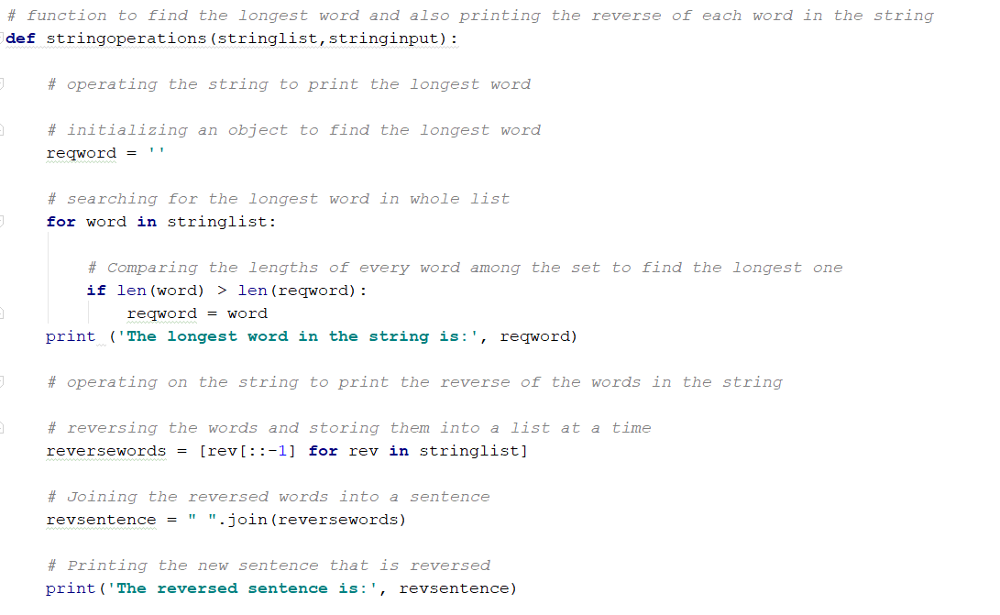 # function to find the longest word and also printing the reverse of each word in the string
def stringoperations(stringlist,stringinput):
# operating the string to print the longest word
# initializing an object to find the longest word
reqword = ''
# searching for the longest word in whole list
for word in stringlist:
# Comparing the lengths of every word among the set to find the longest one
if len(word) > len(reqword):
reqword = word
print ('The longest word in the string is:', reqword)
# operating on the string to print the reverse of the words in the string
# reversing the words and storing them into a list at a time
reversewords = [rev[::-1] for rev in stringlist]
# Joining the reversed words into a sentence
revsentence = " ".join(reversewords)
# Printing the new sentence that is reversed
print('The reversed sentence is:', revsentence)